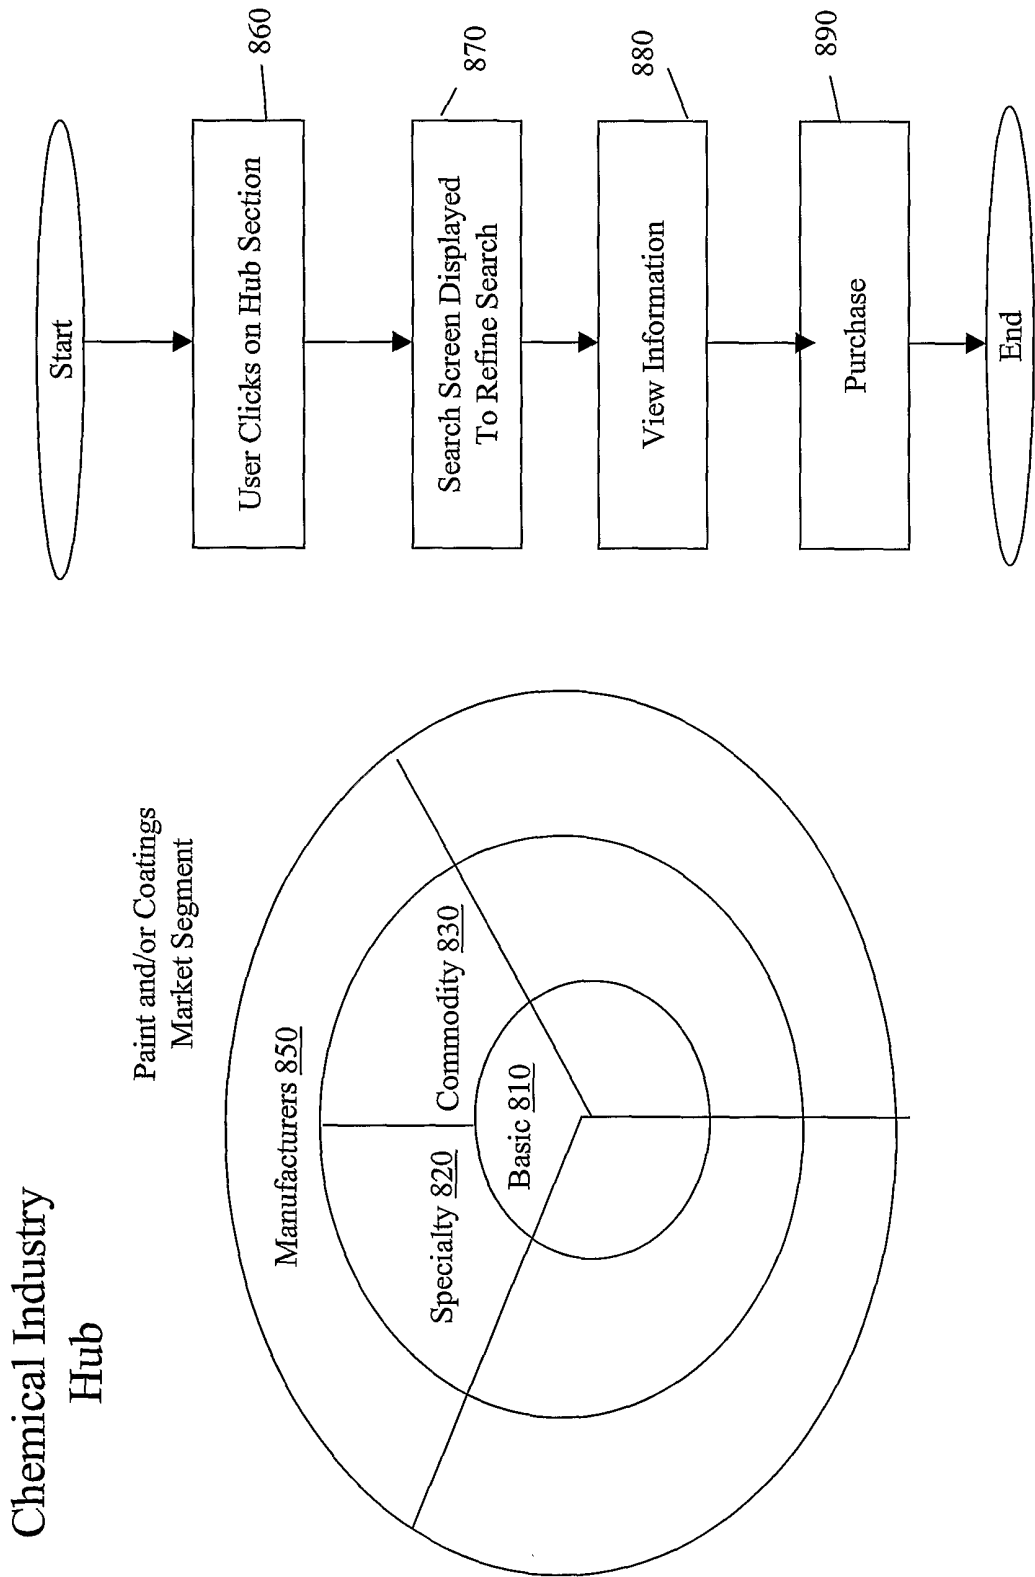 Chemical Industry
Hub
Paint and/or Coatings
Market Segment
Manufacturers 850
Specialty 820
Commodity 830
Basic 810
Start
User Clicks on Hub Section
860
Search Screen Displayed
To Refine Search
870
View Information
880
Purchase
890
End